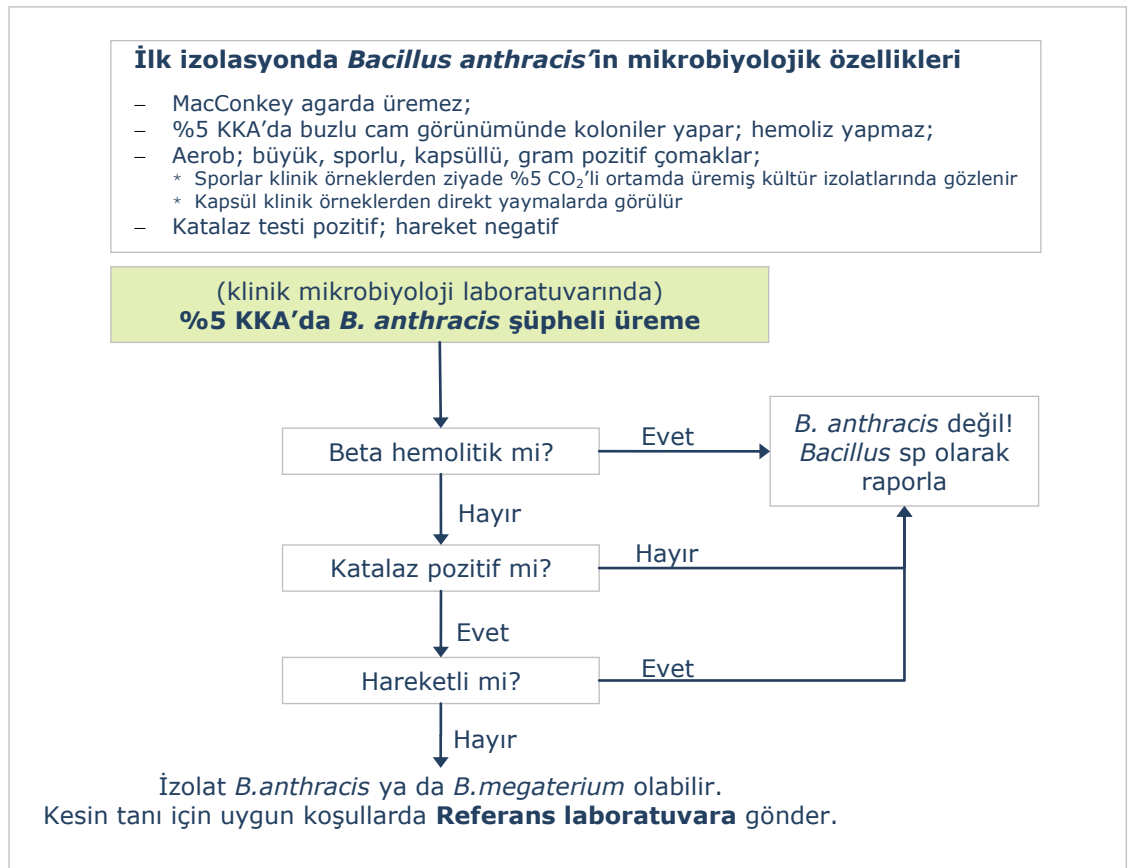 İlk izolasyonda Bacillus anthracis’in mikrobiyolojik özellikleri
– MacConkey agarda üremez;
– %5 KKA’da buzlu cam görünümünde koloniler yapar; hemoliz yapmaz;
– Aerob; büyük, sporlu, kapsüllü, gram pozitif çomaklar;
* Sporlar klinik örneklerden ziyade %5 CO₂’li ortamda üremiş kültür izolatlarında gözlenir
* Kapsül klinik örneklerden direkt yaymalarda görülür
– Katalaz testi pozitif; hareket negatif
(klinik mikrobiyoloji laboratuvarında)
%5 KKA’da B. anthracis şüpheli üreme
Beta hemolitik mi?
Evet
B. anthracis değil!
Bacillus sp olarak
raporla
Hayır
Katalaz pozitif mi?
Hayır
Evet
Hareketli mi?
Evet
Hayır
İzolat B.anthracis ya da B.megaterium olabilir.
Kesin tanı için uygun koşullarda Referans laboratuvara gönder.